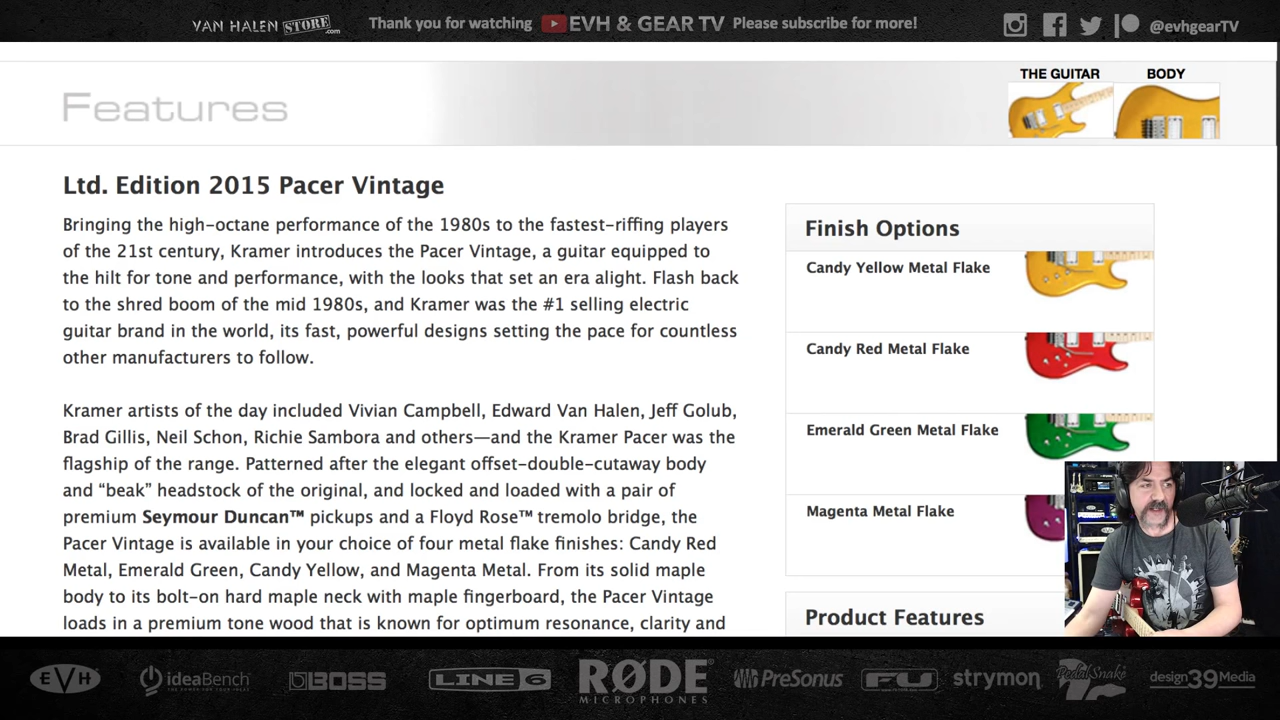 VAN HALEN STORE.com
Thank you for watching EVH & GEAR TV Please subscribe for more!
@evhgearTV
Features
THE GUITAR BODY
Ltd. Edition 2015 Pacer Vintage
Bringing the high-octane performance of the 1980s to the fastest-riffing players
of the 21st century, Kramer introduces the Pacer Vintage, a guitar equipped to
the hilt for tone and performance, with the looks that set an era alight. Flash back
to the shred boom of the mid 1980s, and Kramer was the #1 selling electric
guitar brand in the world, its fast, powerful designs setting the pace for countless
other manufacturers to follow.
Kramer artists of the day included Vivian Campbell, Edward Van Halen, Jeff Golub,
Brad Gillis, Neil Schon, Richie Sambora and others—and the Kramer Pacer was the
flagship of the range. Patterned after the elegant offset-double-cutaway body
and “beak” headstock of the original, and locked and loaded with a pair of
premium Seymour Duncan™ pickups and a Floyd Rose™ tremolo bridge, the
Pacer Vintage is available in your choice of four metal flake finishes: Candy Red
Metal, Emerald Green, Candy Yellow, and Magenta Metal. From its solid maple
body to its bolt-on hard maple neck with maple fingerboard, the Pacer Vintage
loads in a premium tone wood that is known for optimum resonance, clarity and
Finish Options
Candy Yellow Metal Flake
Candy Red Metal Flake
Emerald Green Metal Flake
Magenta Metal Flake
Product Features
EVH
ideaBench
BOSS
LINE 6
RØDE
MICROPHONES
PreSonus
FU
strymon
PedalSnake
design39Media